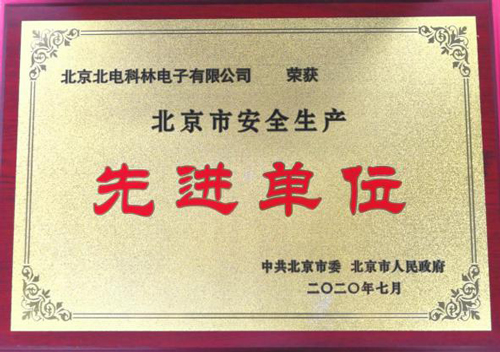 北京北电科林电子有限公司 荣获
北京市安全生产
先进单位
中共北京市委 北京市人民政府
二〇二〇年七月